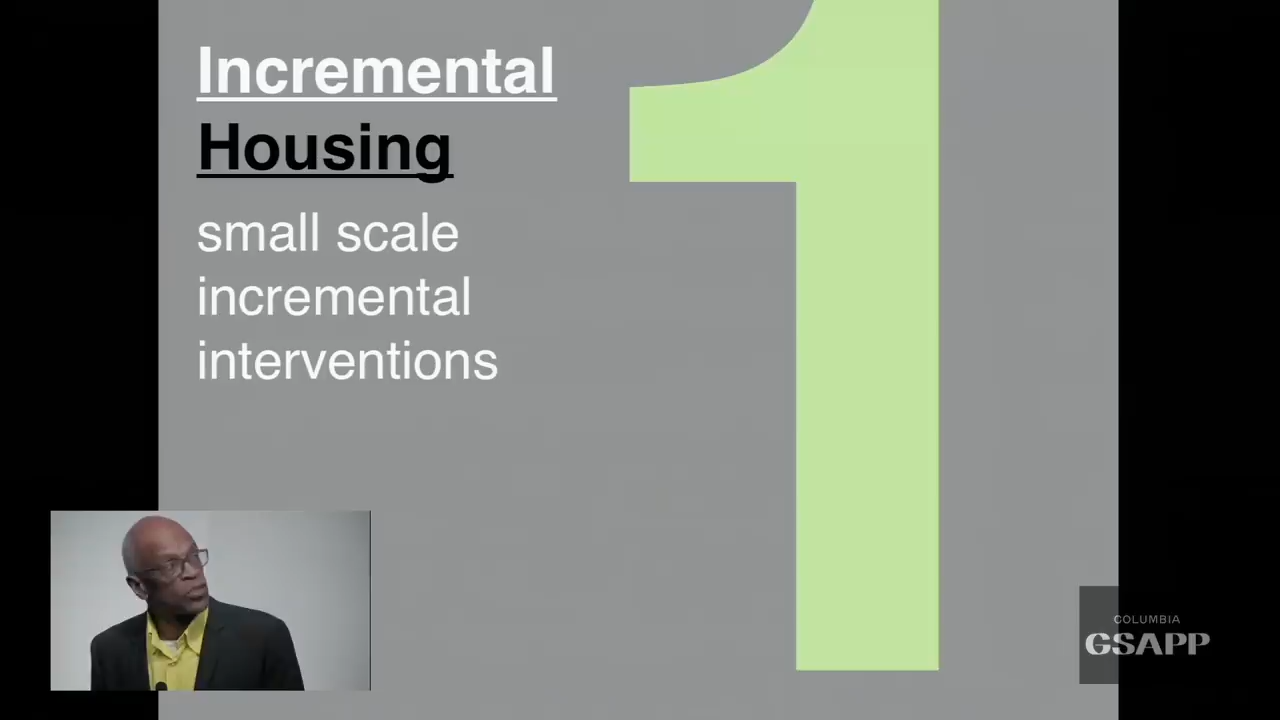 Incremental
Housing
small scale
incremental
interventions
1
COLUMBIA
GSAPP